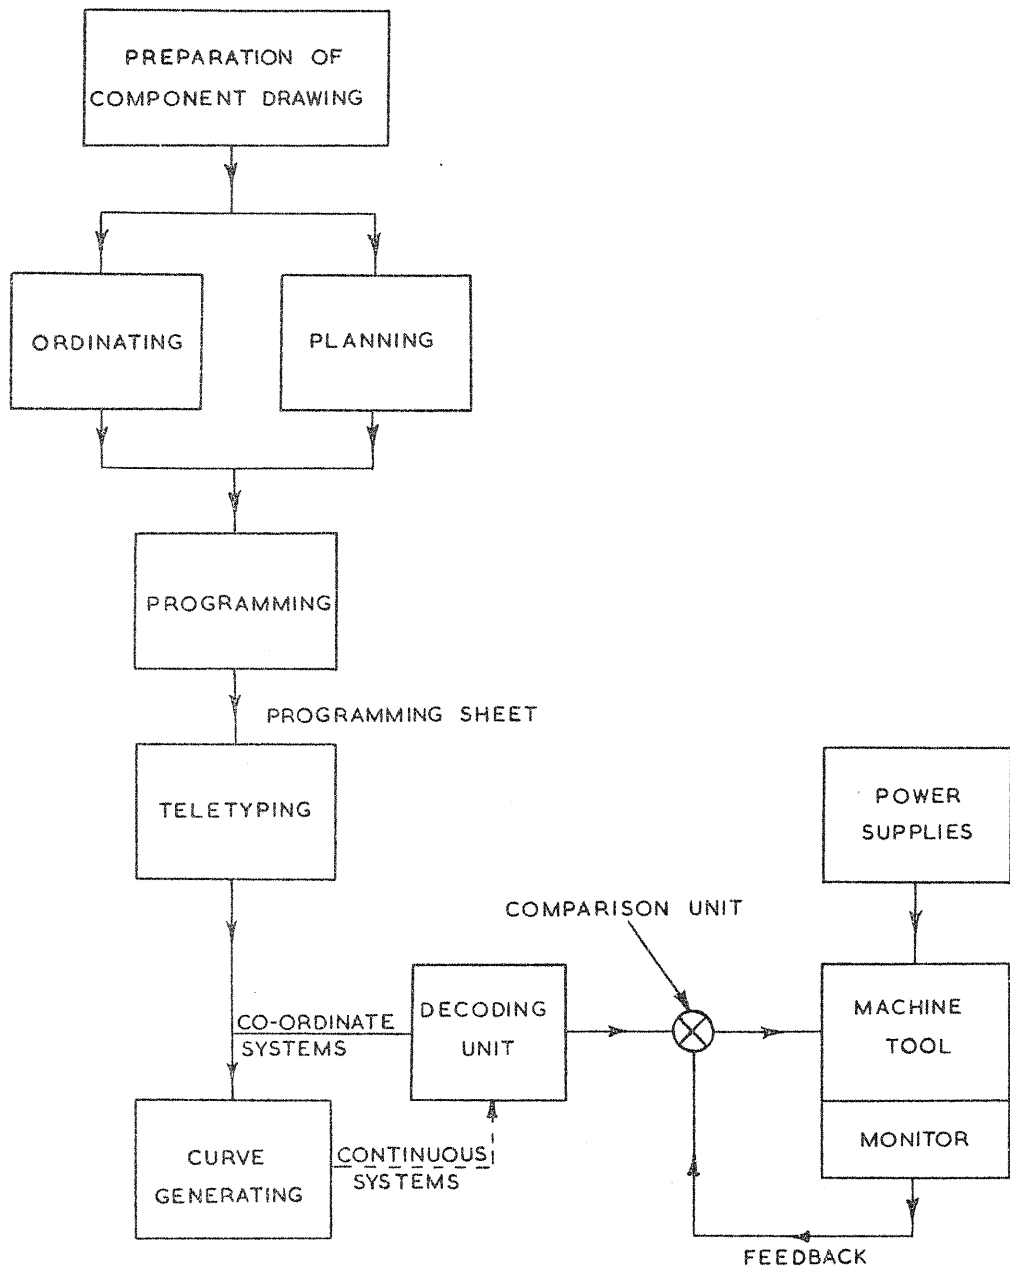 PREPARATION OF
COMPONENT DRAWING
ORDINATING
PLANNING
PROGRAMMING
PROGRAMMING SHEET
TELETYPING
POWER
SUPPLIES
COMPARISON UNIT
CO-ORDINATE
SYSTEMS
DECODING
UNIT
MACHINE
TOOL
MONITOR
CURVE
GENERATING
CONTINUOUS
SYSTEMS
FEEDBACK